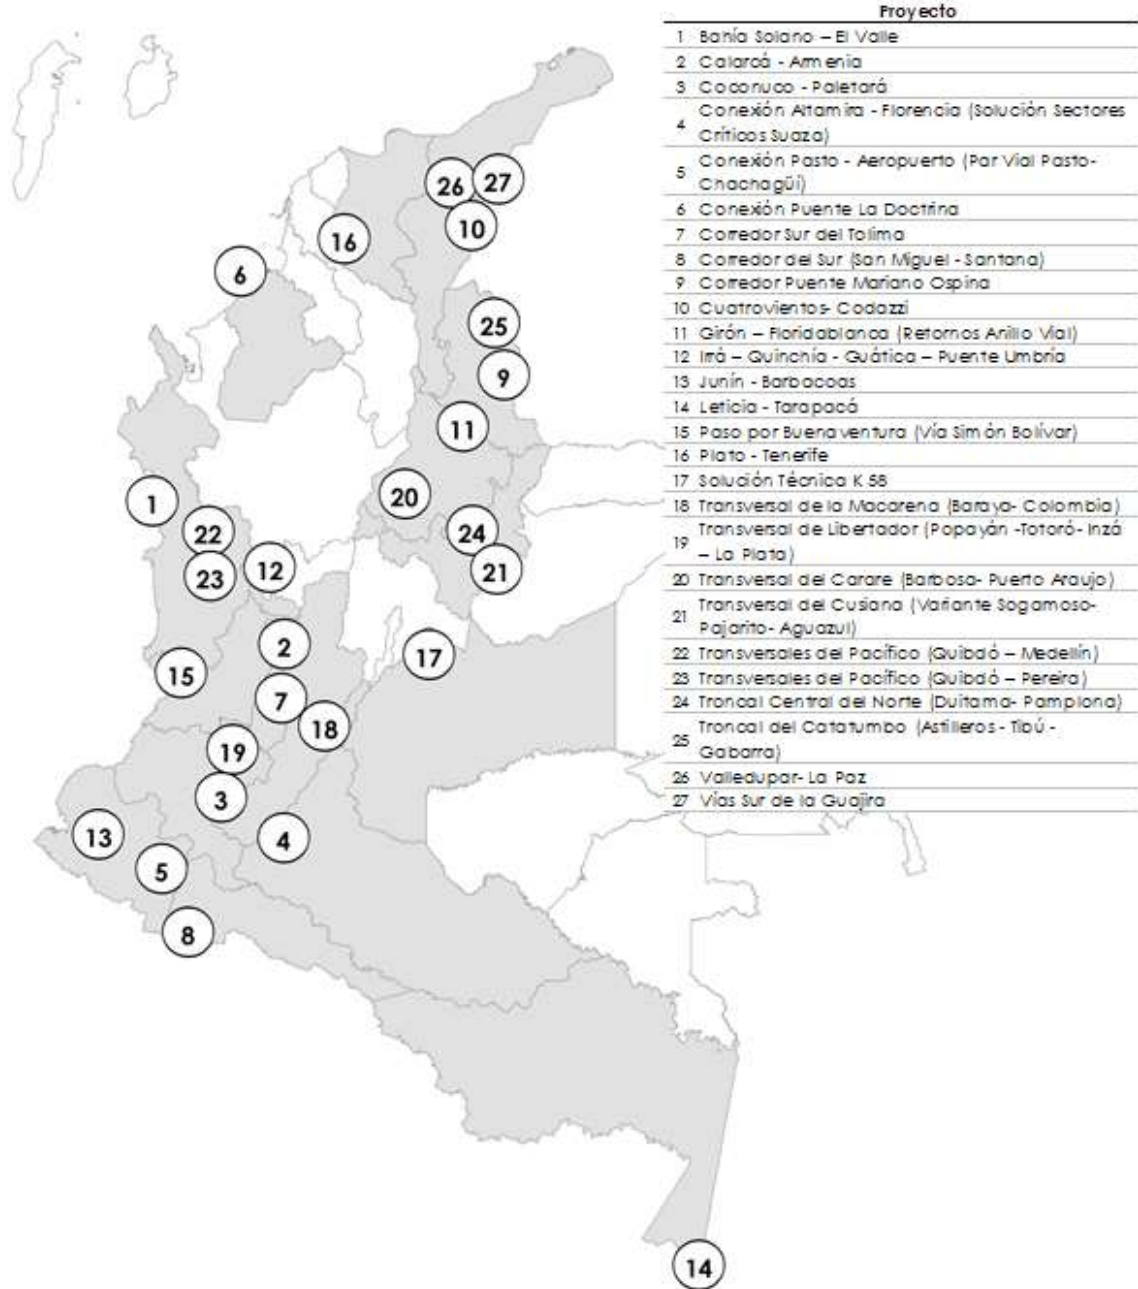 Proyecto
1 Bahía Solano – El Valle
2 Calarcá - Armenia
3 Coconuco - Paletará
4 Conexión Altamira - Florencia (Solución Sectores
Críticos Suaza)
5 Conexión Pasto - Aeropuerto (Par Vial Pasto-
Chachagüí)
6 Conexión Puente La Doctrina
7 Corredor Sur del Tolima
8 Corredor del Sur (San Miguel - Santana)
9 Corredor Puente Mariano Ospina
10 Cuatrovientos- Codazzi
11 Girón – Floridablanca (Retornos Anillo Vial)
12 Irrá – Quinchía - Guática – Puente Umbría
13 Junín - Barbacoas
14 Leticia - Tarapacá
15 Paso por Buenaventura (Vía Simón Bolívar)
16 Plato - Tenerife
17 Solución Técnica K 58
18 Transversal de la Macarena (Baraya- Colombia)
19 Transversal de Libertador (Popayán -Totoró- Inzá
– La Plata)
20 Transversal del Carare (Barbosa- Puerto Araujo)
21 Transversal del Cusiana (Variante Sogamoso-
Pajarito- Aguazul)
22 Transversales del Pacífico (Quibdó – Medellín)
23 Transversales del Pacífico (Quibdó – Pereira)
24 Troncal Central del Norte (Duitama- Pamplona)
25 Troncal del Catatumbo (Astilleros - Tibú -
Gabarra)
26 Valledupar- La Paz
27 Vías Sur de la Guajira
26 27
10
16
6
25
9
11
20
1
24
22
21
12
23
2
17
15
7
18
19
3
13
4
5
8
14